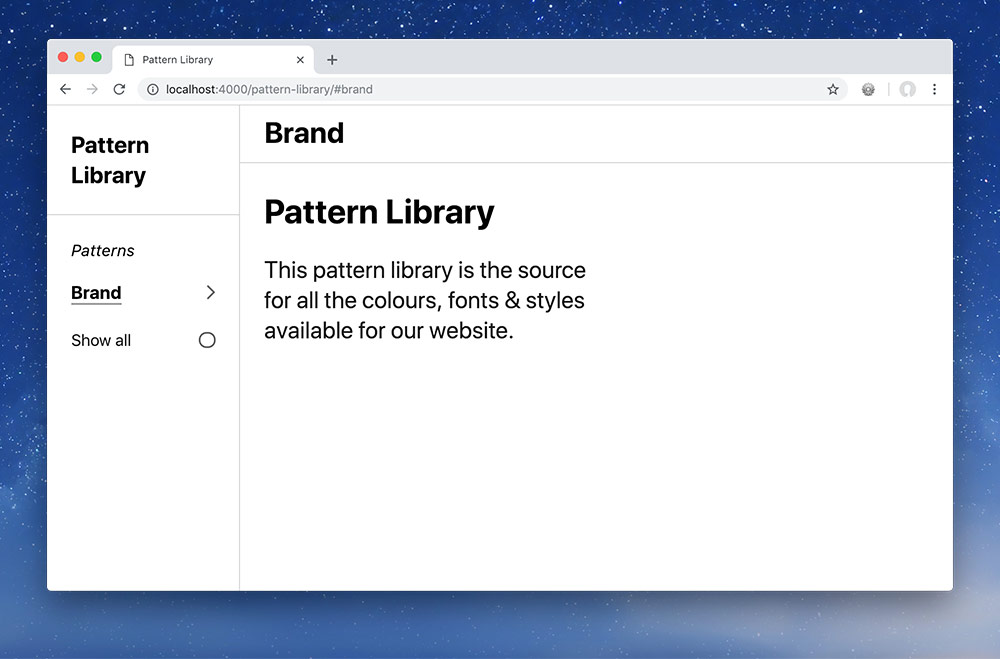 Pattern Library
localhost:4000/pattern-library/#brand
Pattern
Library
Patterns
Brand
Show all
Brand
Pattern Library
This pattern library is the source
for all the colours, fonts & styles
available for our website.